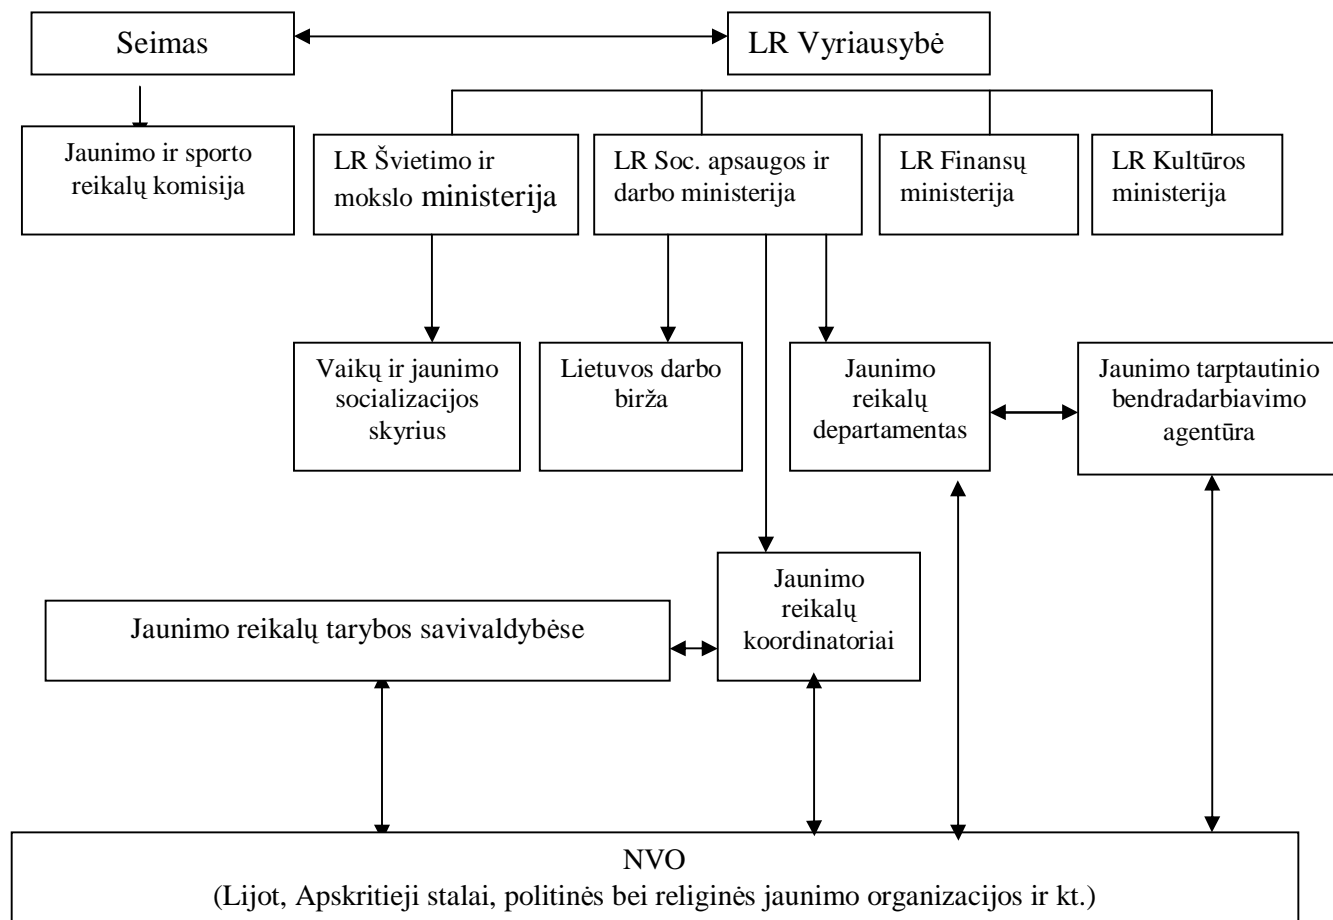 Seimas
LR Vyriausybė
Jaunimo ir sporto
reikalų komisija
LR Švietimo ir
mokslo ministerija
LR Soc. apsaugos ir
darbo ministerija
LR Finansų
ministerija
LR Kultūros
ministerija
Vaikų ir jaunimo
socializacijos
skyrius
Lietuvos darbo
birža
Jaunimo
reikalų
departamentas
Jaunimo tarptautinio
bendradarbiavimo
agentūra
Jaunimo reikalų tarybos savivaldybėse
Jaunimo
reikalų
koordinatoriai
NVO
(Lijot, Apskritieji stalai, politinės bei religinės jaunimo organizacijos ir kt.)